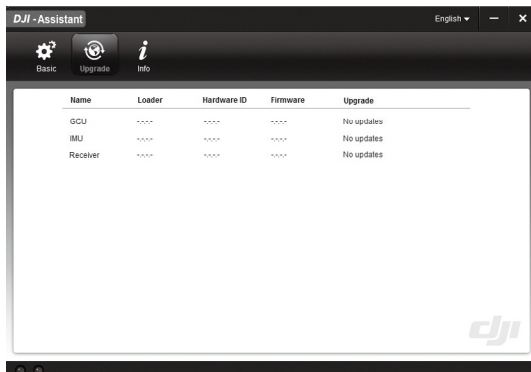 DJI - Assistant English
Basic Upgrade Info
Name Loader Hardware ID Firmware Upgrade
GCU -.-.-.- -.-.-.- -.-.-.- No updates
IMU -.-.-.- -.-.-.- -.-.-.- No updates
Receiver -.-.-.- -.-.-.- -.-.-.- No updates
dji